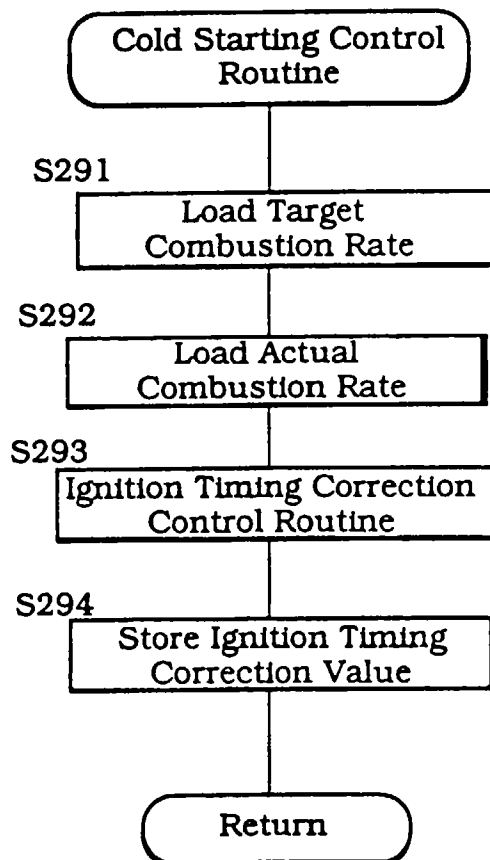 Cold Starting Control
Routine
S291
Load Target
Combustion Rate
S292
Load Actual
Combustion Rate
S293
Ignition Timing Correction
Control Routine
S294
Store Ignition Timing
Correction Value
Return